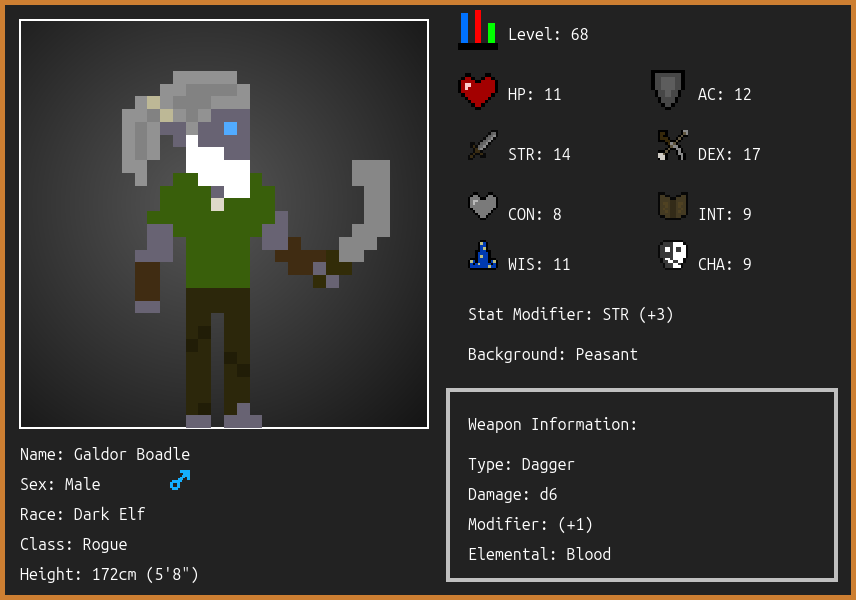 Level: 68
HP: 11
AC: 12
STR: 14
DEX: 17
CON: 8
INT: 9
WIS: 11
CHA: 9
Stat Modifier: STR (+3)
Background: Peasant
Weapon Information:
Type: Dagger
Damage: d6
Modifier: (+1)
Elemental: Blood
Name: Galdor Boadle
Sex: Male
Race: Dark Elf
Class: Rogue
Height: 172cm (5'8")